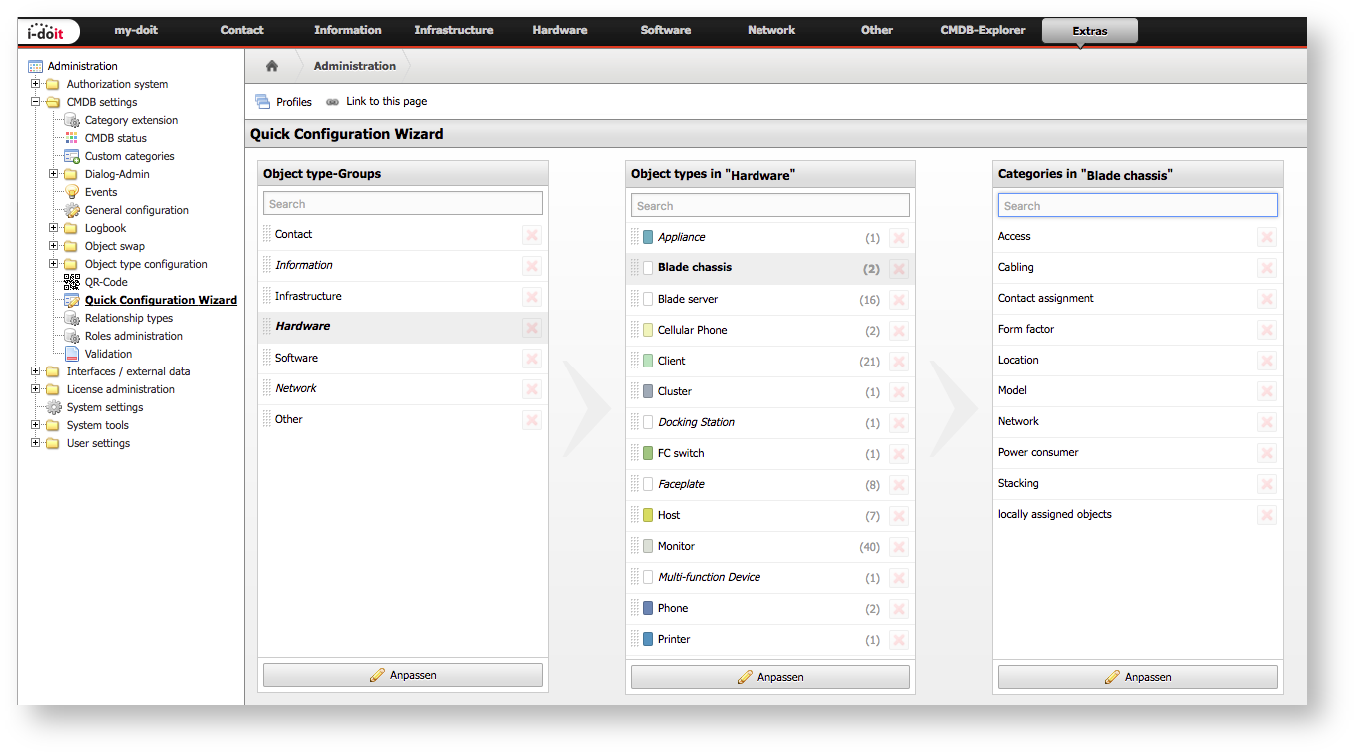 i-doit
my-doit
Contact
Information
Infrastructure
Hardware
Software
Network
Other
CMDB-Explorer
Extras
Administration
Authorization system
CMDB settings
Category extension
CMDB status
Custom categories
Dialog-Admin
Events
General configuration
Logbook
Object swap
Object type configuration
QR-Code
Quick Configuration Wizard
Relationship types
Roles administration
Validation
Interfaces / external data
License administration
System settings
System tools
User settings
Administration
Profiles
Link to this page
Quick Configuration Wizard
Object type-Groups
Search
Contact
Information
Infrastructure
Hardware
Software
Network
Other
Anpassen
Object types in "Hardware"
Search
Appliance (1)
Blade chassis (2)
Blade server (16)
Cellular Phone (2)
Client (21)
Cluster (1)
Docking Station (1)
FC switch (1)
Faceplate (8)
Host (7)
Monitor (40)
Multi-function Device (1)
Phone (2)
Printer (1)
Anpassen
Categories in "Blade chassis"
Search
Access
Cabling
Contact assignment
Form factor
Location
Model
Network
Power consumer
Stacking
locally assigned objects
Anpassen